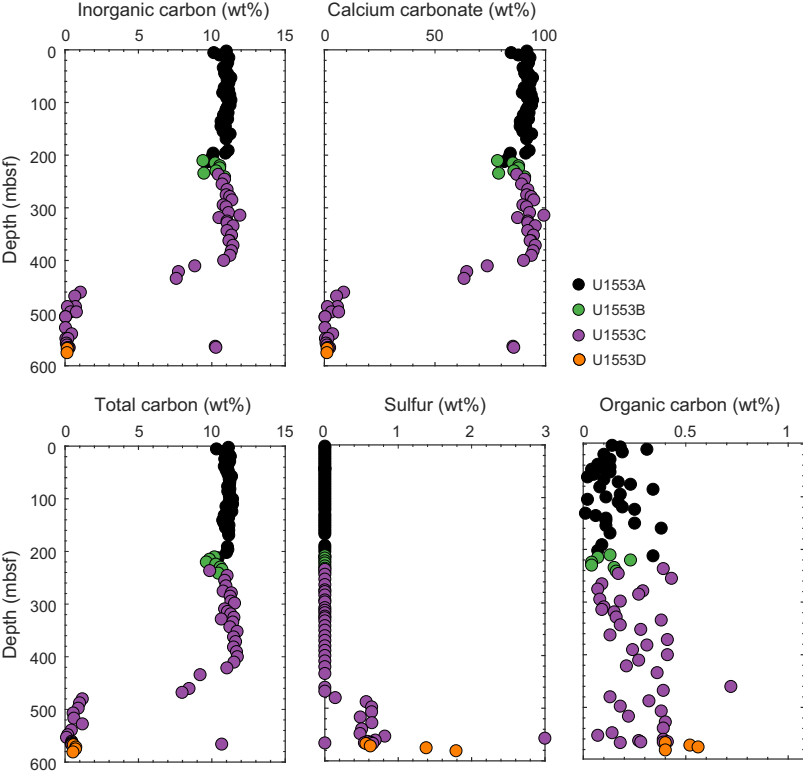 Inorganic carbon (wt%)
Calcium carbonate (wt%)
0 5 10 15
0 50 100
0
100
200
300
400
500
600
Depth (mbsf)
U1553A
U1553B
U1553C
U1553D
Total carbon (wt%)
Sulfur (wt%)
Organic carbon (wt%)
0 5 10 15
0 1 2 3
0 0.5 1
0
100
200
300
400
500
600
Depth (mbsf)